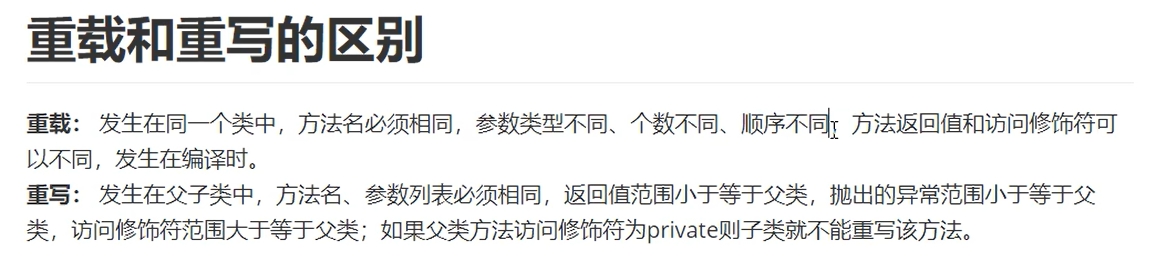 重载和重写的区别
重载： 发生在同一个类中，方法名必须相同，参数类型不同、个数不同、顺序不同，方法返回值和访问修饰符可
以不同，发生在编译时。
重写： 发生在父子类中，方法名、参数列表必须相同，返回值范围小于等于父类，抛出的异常范围小于等于父
类，访问修饰符范围大于等于父类；如果父类方法访问修饰符为private则子类就不能重写该方法。